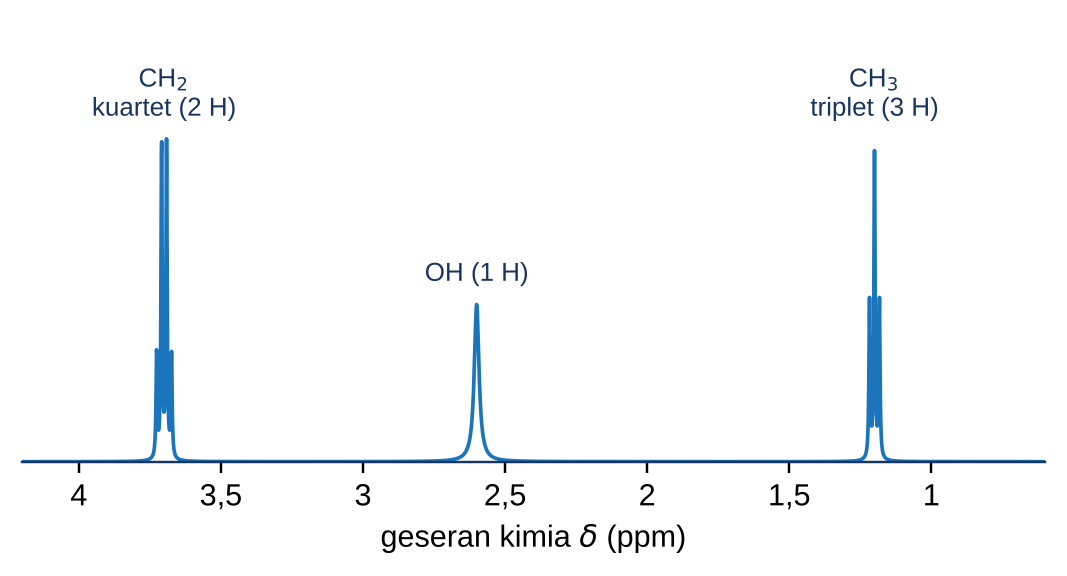 CH₂
kuartet (2 H)
CH₃
triplet (3 H)
OH (1 H)
4
3,5
3
2,5
2
1,5
1
geseran kimia δ (ppm)